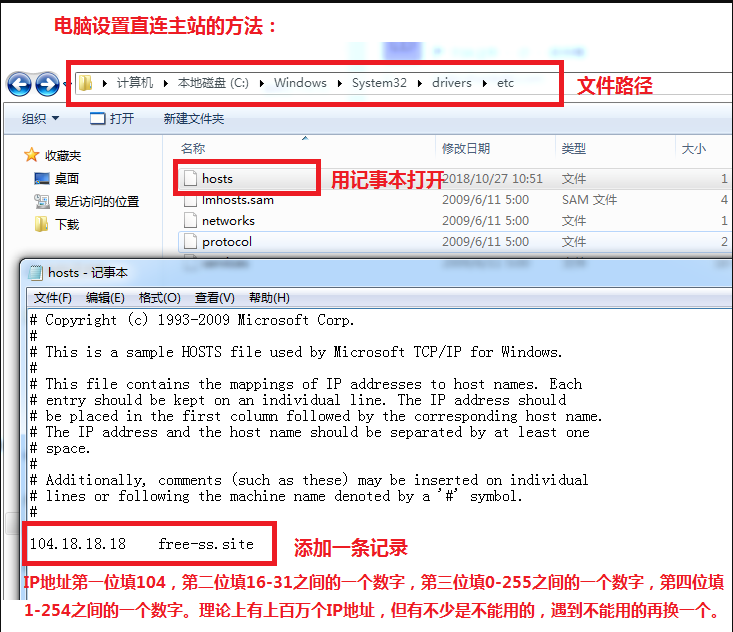 电脑设置直连主站的方法：
计算机 ▸ 本地磁盘 (C:) ▸ Windows ▸ System32 ▸ drivers ▸ etc
文件路径
组织 打开 新建文件夹
收藏夹
桌面
最近访问的位置
下载
名称 修改日期 类型 大小
hosts 用记事本打开 2018/10/27 10:51 文件 1
lmhosts.sam 2009/6/11 5:00 SAM 文件 4
networks 2009/6/11 5:00 文件 1
protocol 2009/6/11 5:00 文件 2
hosts - 记事本
文件(F) 编辑(E) 格式(O) 查看(V) 帮助(H)
# Copyright (c) 1993-2009 Microsoft Corp.
#
# This is a sample HOSTS file used by Microsoft TCP/IP for Windows.
#
# This file contains the mappings of IP addresses to host names. Each
# entry should be kept on an individual line. The IP address should
# be placed in the first column followed by the corresponding host name.
# The IP address and the host name should be separated by at least one
# space.
#
# Additionally, comments (such as these) may be inserted on individual
# lines or following the machine name denoted by a '#' symbol.
#
104.18.18.18 free-ss.site
添加一条记录
IP地址第一位填104，第二位填16-31之间的一个数字，第三位填0-255之间的一个数字，第四位填
1-254之间的一个数字。理论上有上百万个IP地址，但有不少是不能用的，遇到不能用的再换一个。